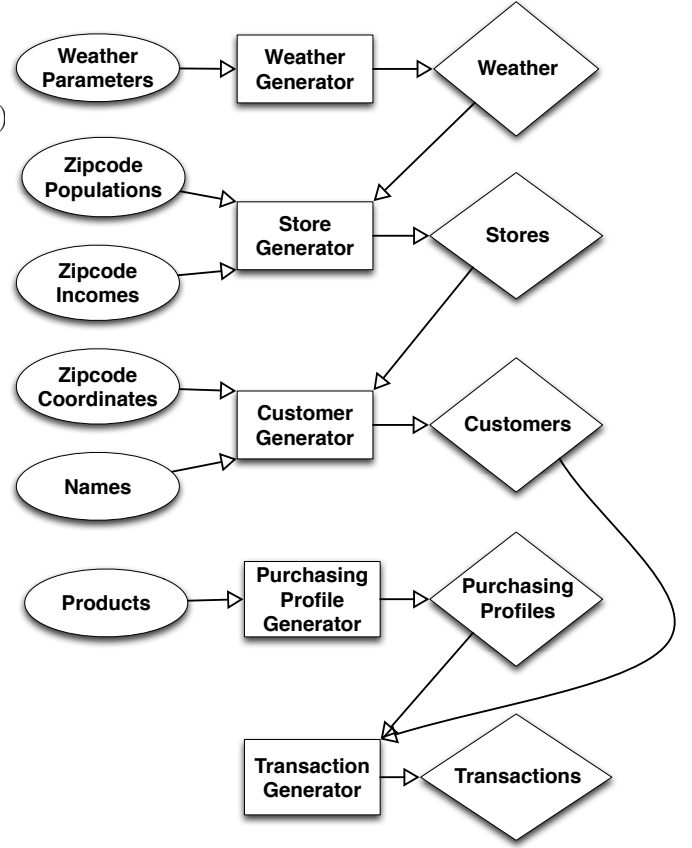 Weather
Parameters
Weather
Generator
Weather
Zipcode
Populations
Store
Generator
Stores
Zipcode
Incomes
Zipcode
Coordinates
Customer
Generator
Customers
Names
Products
Purchasing
Profile
Generator
Purchasing
Profiles
Transaction
Generator
Transactions